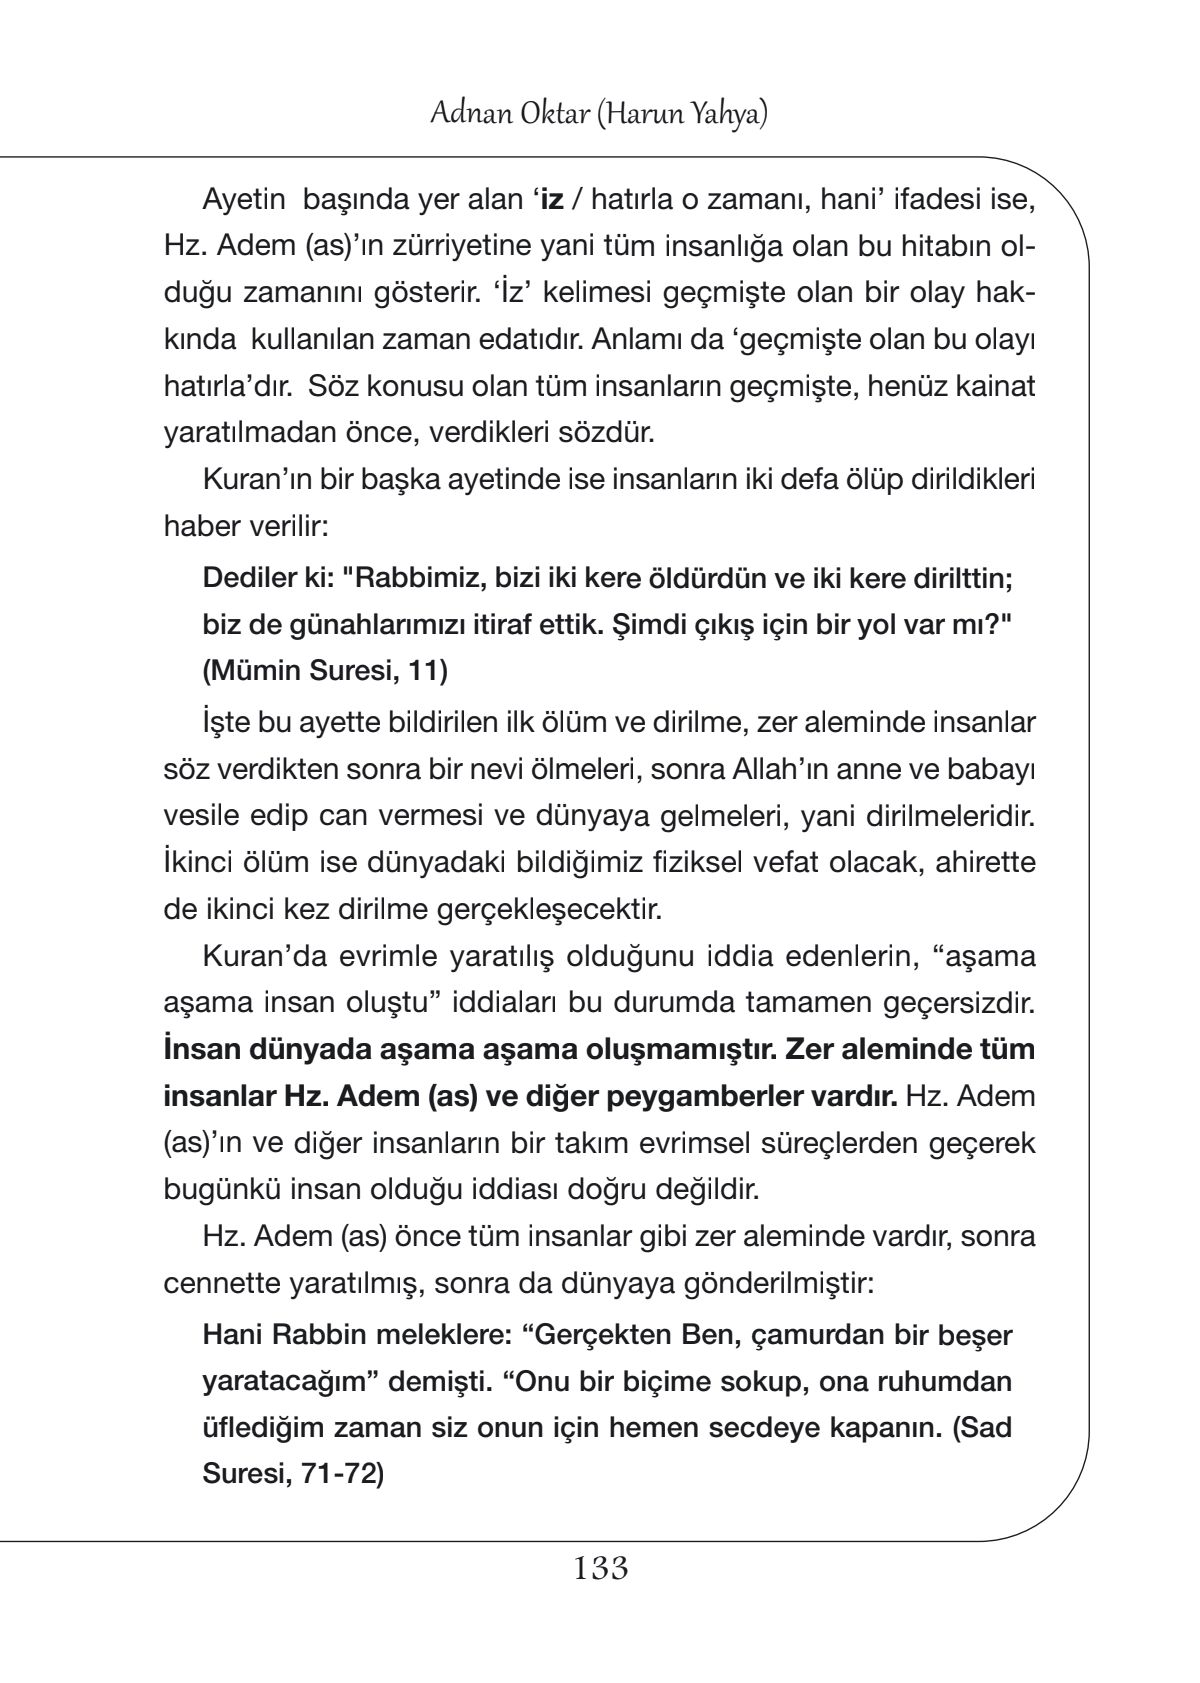 Adnan Oktar (Harun Yahya)
Ayetin başında yer alan ‘iz / hatırla o zamanı, hani’ ifadesi ise,
Hz. Adem (as)’ın zürriyetine yani tüm insanlığa olan bu hitabın ol-
duğu zamanını gösterir. ‘İz’ kelimesi geçmişte olan bir olay hak-
kında kullanılan zaman edatıdır. Anlamı da ‘geçmişte olan bu olayı
hatırla’dır. Söz konusu olan tüm insanların geçmişte, henüz kainat
yaratılmadan önce, verdikleri sözdür.
Kuran’ın bir başka ayetinde ise insanların iki defa ölüp dirildikleri
haber verilir:
Dediler ki: "Rabbimiz, bizi iki kere öldürdün ve iki kere dirilttin;
biz de günahlarımızı itiraf ettik. Şimdi çıkış için bir yol var mı?"
(Mümin Suresi, 11)
İşte bu ayette bildirilen ilk ölüm ve dirilme, zer aleminde insanlar
söz verdikten sonra bir nevi ölmeleri, sonra Allah’ın anne ve babayı
vesile edip can vermesi ve dünyaya gelmeleri, yani dirilmeleridir.
İkinci ölüm ise dünyadaki bildiğimiz fiziksel vefat olacak, ahirette
de ikinci kez dirilme gerçekleşecektir.
Kuran’da evrimle yaratılış olduğunu iddia edenlerin, “aşama
aşama insan oluştu” iddiaları bu durumda tamamen geçersizdir.
İnsan dünyada aşama aşama oluşmamıştır. Zer aleminde tüm
insanlar Hz. Adem (as) ve diğer peygamberler vardır. Hz. Adem
(as)’ın ve diğer insanların bir takım evrimsel süreçlerden geçerek
bugünkü insan olduğu iddiası doğru değildir.
Hz. Adem (as) önce tüm insanlar gibi zer aleminde vardır, sonra
cennette yaratılmış, sonra da dünyaya gönderilmiştir:
Hani Rabbin meleklere: “Gerçekten Ben, çamurdan bir beşer
yaratacağım” demişti. “Onu bir biçime sokup, ona ruhumdan
üflediğim zaman siz onun için hemen secdeye kapanın. (Sad
Suresi, 71-72)
133